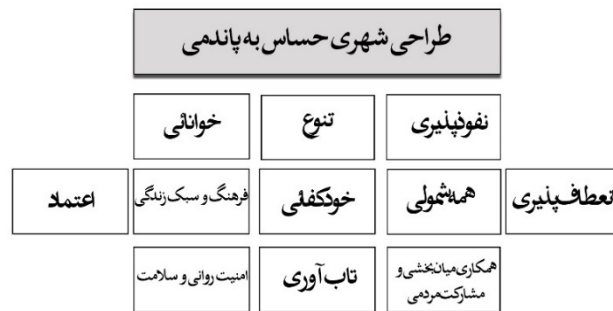 طراحی شهری حساس به پاندمی
نفوذپذیری
تنوع
خوانائی
نعطاف‌پذیری
همه‌شمولی
خودکفائی
فرهنگ و سبک زندگی
اعتماد
همکاری میان‌بخشی و
مشارکت مردمی
تاب‌آوری
امنیت روانی و سلامت